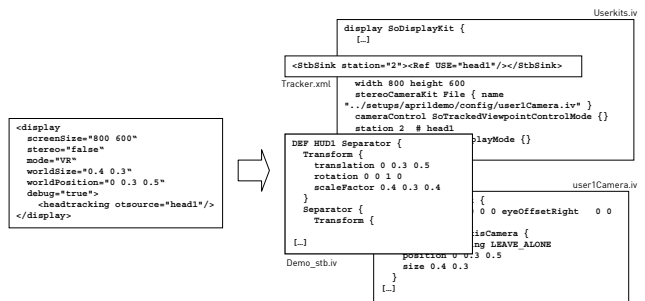 Userkits.iv
display SoDisplayKit {
[…]
<StbSink station="2"><Ref USE="head1"/></StbSink>
Tracker.xml
width 800 height 600
stereoCameraKit File { name
"../setups/aprildemo/config/user1Camera.iv" }
cameraControl SoTrackedViewpointControlMode {}
station 2 # head1
playMode {}
<display
screenSize="800 600"
stereo="false"
mode="VR"
worldSize="0.4 0.3"
worldPosition="0 0.3 0.5"
debug="true">
<headtracking otsource="head1"/>
</display>
DEF HUD1 Separator {
Transform {
translation 0 0.3 0.5
rotation 0 0 1 0
scaleFactor 0.4 0.3 0.4
}
Separator {
Transform {
[…]
Demo_stb.iv
user1Camera.iv
{
0 0 eyeOffsetRight 0 0
isCamera {
ng LEAVE_ALONE
position 0 0.3 0.5
size 0.4 0.3
}
[…]